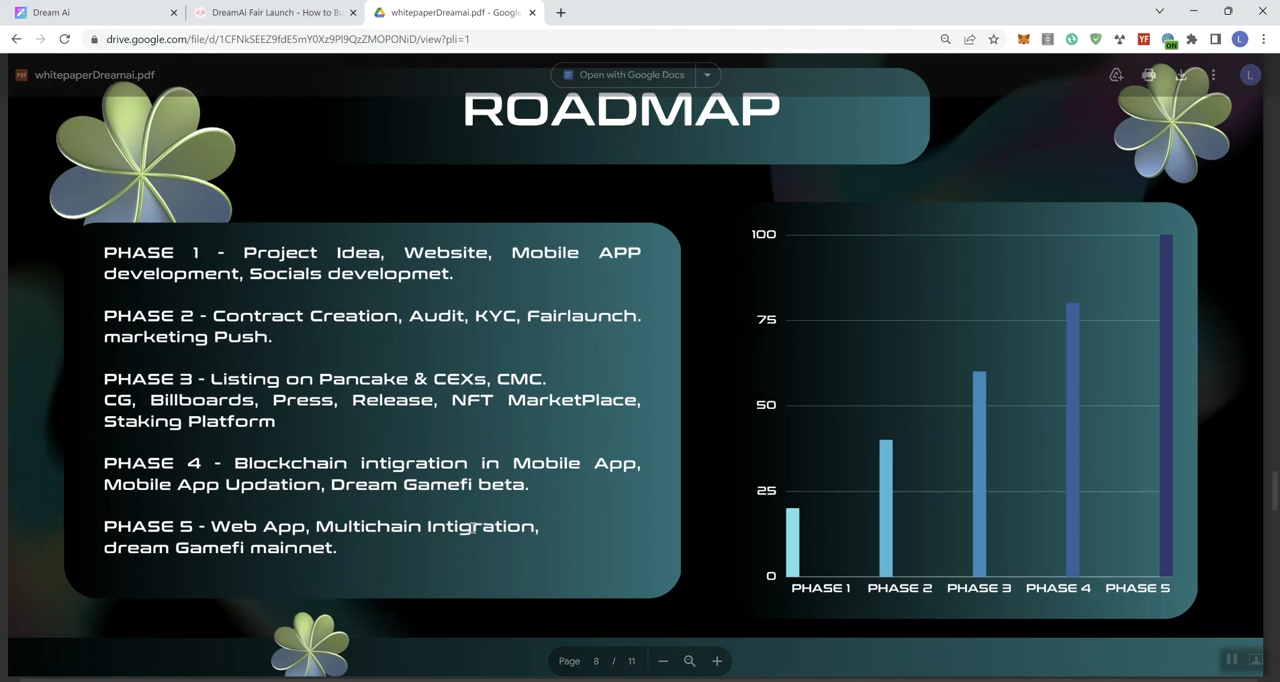 Dream Ai
DreamAi Fair Launch - How to Bu
whitepaperDreamai.pdf - Google
drive.google.com/file/d/1CFNkSEEZ9fdE5mY0Xz9Pl9QzZMOPONiD/view?pli=1
YF
ON
L
PDF
whitepaperDreamai.pdf
Open with Google Docs
L
ROADMAP
PHASE 1 - Project Idea, Website, Mobile APP
development, Socials developmet.
PHASE 2 - Contract Creation, Audit, KYC, Fairlaunch.
marketing Push.
PHASE 3 - Listing on Pancake & CEXs, CMC.
CG, Billboards, Press, Release, NFT MarketPlace,
Staking Platform
PHASE 4 - Blockchain intigration in Mobile App,
Mobile App Updation, Dream Gamefi beta.
PHASE 5 - Web App, Multichain Intigration,
dream Gamefi mainnet.
100
75
50
25
0
PHASE 1 PHASE 2 PHASE 3 PHASE 4 PHASE 5
Page 8 / 11